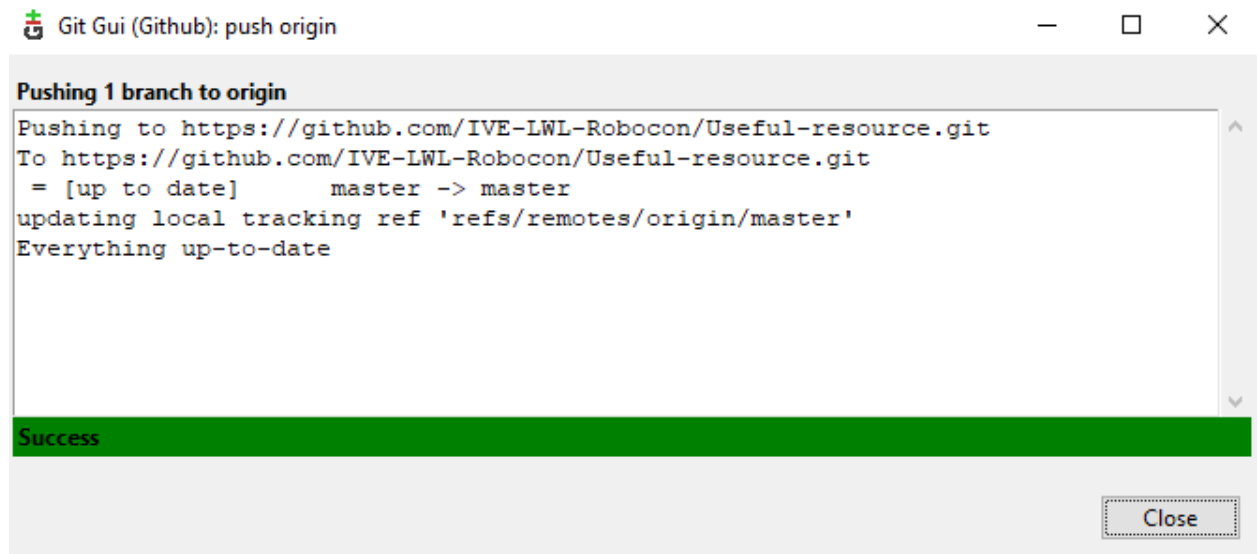 Git Gui (Github): push origin
Pushing 1 branch to origin
Pushing to https://github.com/IVE-LWL-Robocon/Useful-resource.git
To https://github.com/IVE-LWL-Robocon/Useful-resource.git
 = [up to date]      master -> master
updating local tracking ref 'refs/remotes/origin/master'
Everything up-to-date
Success
Close